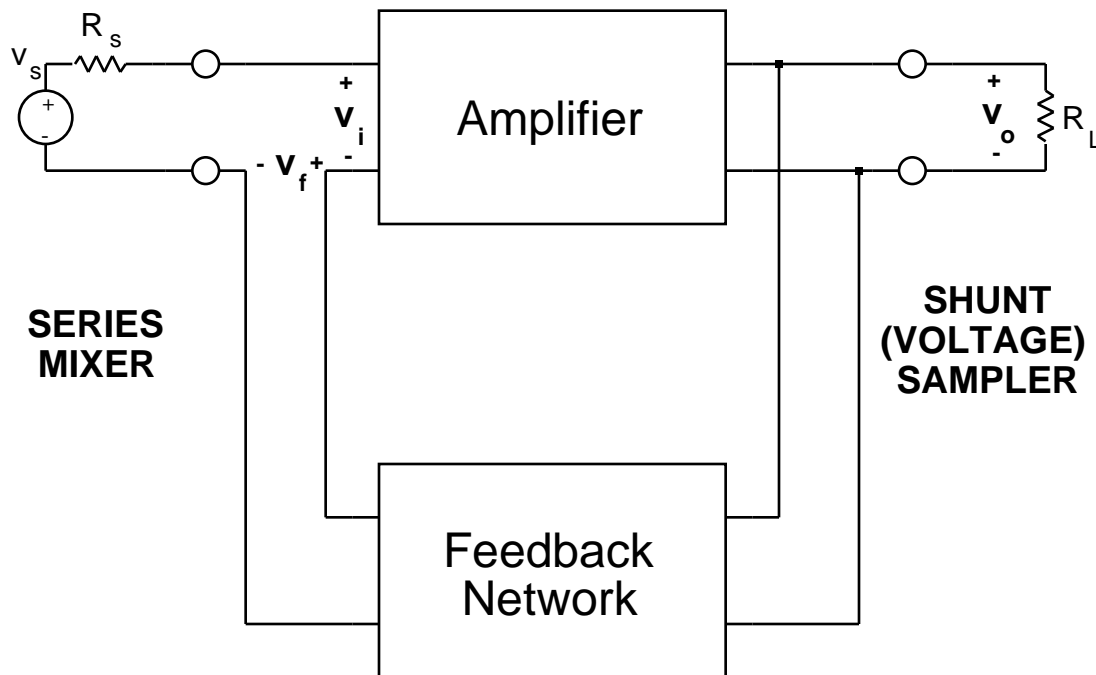 R s
v s
+
-
+
v i
-
- v f +
Amplifier
+
v o
-
R L
SERIES
MIXER
SHUNT
(VOLTAGE)
SAMPLER
Feedback
Network